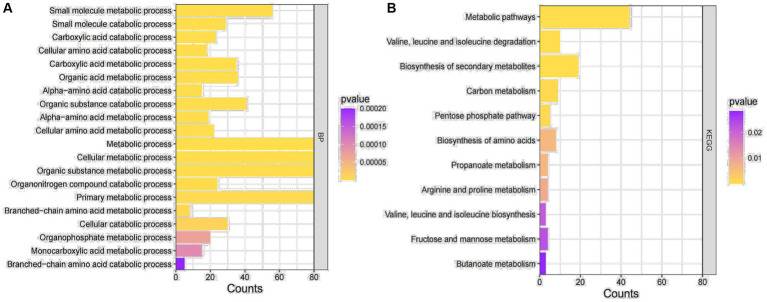 A
Small molecule metabolic process
Small molecule catabolic process
Carboxylic acid catabolic process
Cellular amino catabolic process
Carboxylic acid metabolic process
Organic acid metabolic process
Alpha-amino acid catabolic process
Organic substance catabolic process
Alpha-amino acid metabolic process
Cellular amino acid metabolic process
Metabolic process
Cellular metabolic process
Organic substance metabolic process
Organonitrogen compound catabolic process
Primary metabolic process
Branched-chain amino acid metabolic process
Cellular catabolic process
Organophosphate metabolic process
Monocarboxylic acid metabolic process
Branched-chain amino acid catabolic process
0 20 40 60 80
Counts
BP
pvalue
0.00020
0.00015
0.00010
0.00005
B
Metabolic pathways
Valine, leucine and isoleucine degradation
Biosynthesis of secondary metabolites
Carbon metabolism
Pentose phosphate pathway
Biosynthesis of amino acids
Propanoate metabolism
Arginine and proline metabolism
Valine, leucine and isoleucine biosynthesis
Fructose and mannose metabolism
Butanoate metabolism
0 20 40 60 80
Counts
KEGG
pvalue
0.02
0.01